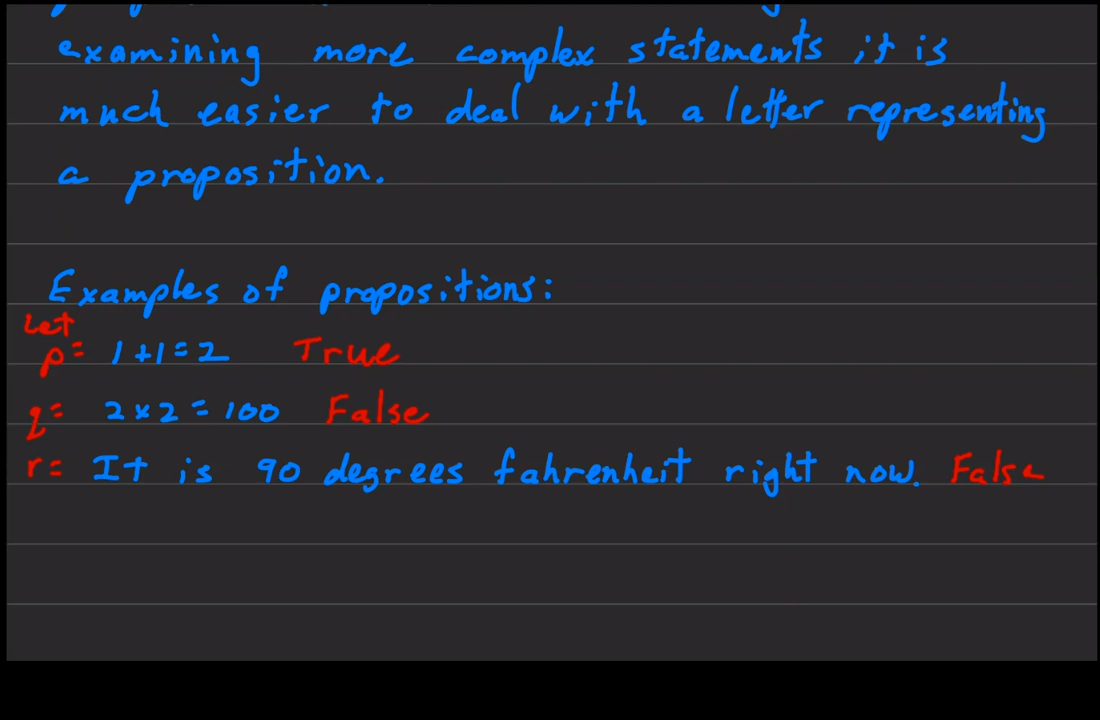 examining more complex statements it is
much easier to deal with a letter representing
a proposition.
Examples of propositions:
Let
p= 1+1=2 True
q= 2×2=100 False
r= It is 90 degrees fahrenheit right now. False